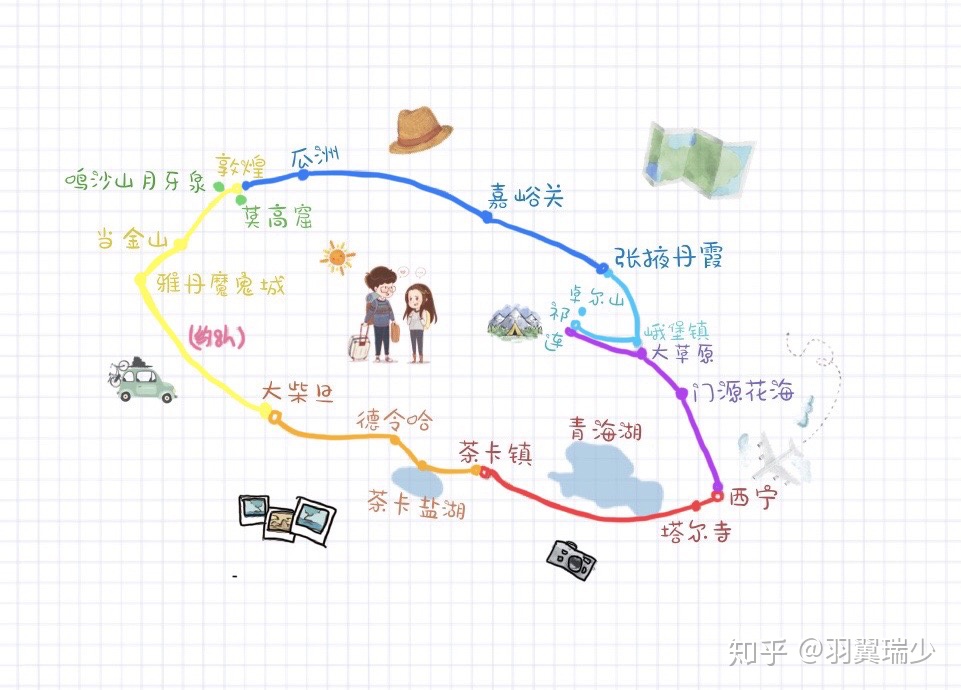 敦煌
瓜洲
鸣沙山月牙泉
莫高窟
嘉峪关
当金山
张掖丹霞
雅丹魔鬼城
卓尔山
祁连
峨堡镇
大草原
(约8h)
大柴旦
门源花海
德令哈
青海湖
茶卡镇
茶卡盐湖
西宁
塔尔寺
知乎 @羽翼瑞少